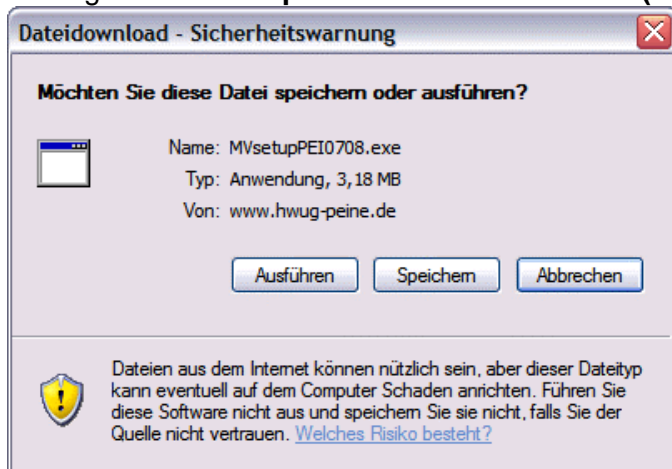 Dateidownload - Sicherheitswarnung
Möchten Sie diese Datei speichern oder ausführen?
Name: MVsetupPEI0708.exe
Typ: Anwendung, 3,18 MB
Von: www.hwug-peine.de
Ausführen Speichern Abbrechen
Dateien aus dem Internet können nützlich sein, aber dieser Dateityp
kann eventuell auf dem Computer Schaden anrichten. Führen Sie
diese Software nicht aus und speichern Sie sie nicht, falls Sie der
Quelle nicht vertrauen. Welches Risiko besteht?